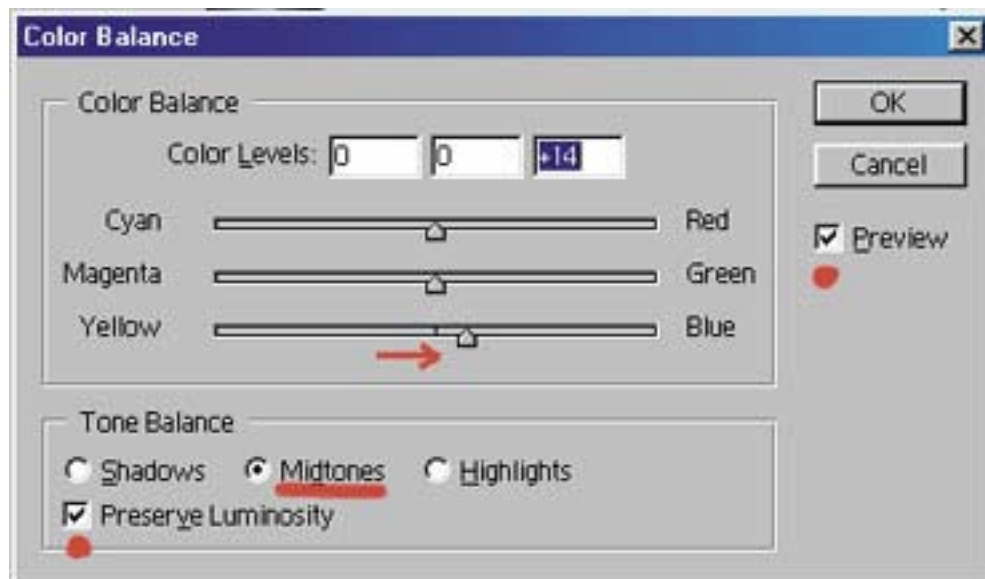 Color Balance
Color Balance
OK
Color Levels: 0 0 +14
Cancel
Cyan Red
Preview
Magenta Green
Yellow Blue
Tone Balance
Shadows Midtones Highlights
Preserve Luminosity